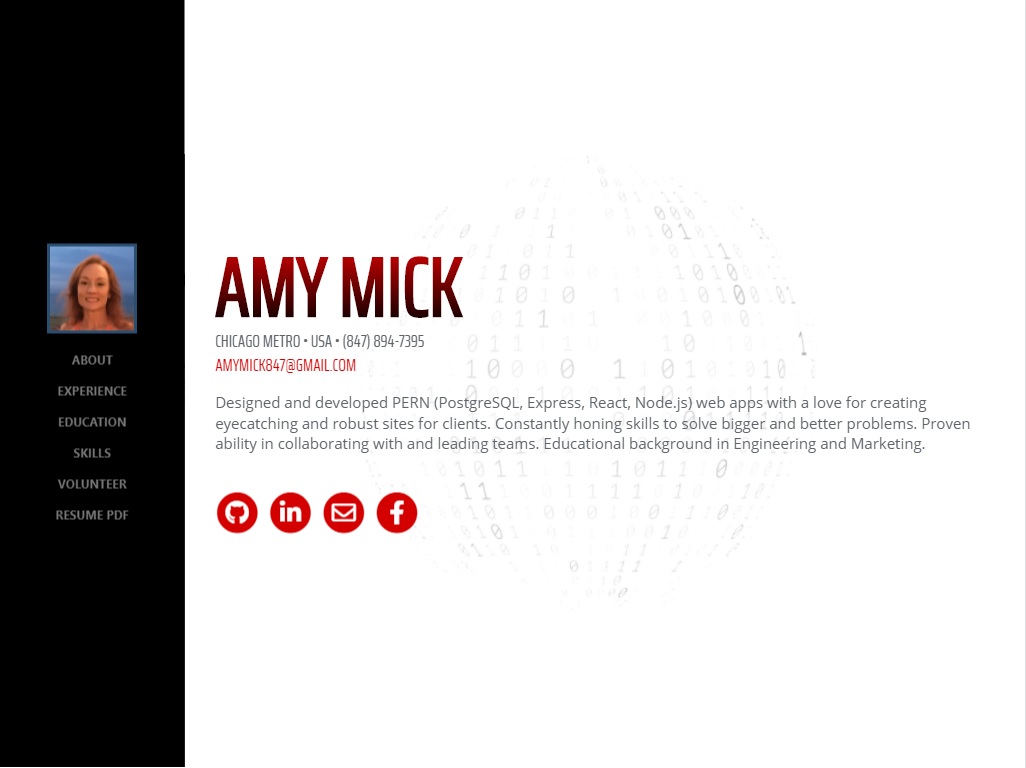 ABOUT
EXPERIENCE
EDUCATION
SKILLS
VOLUNTEER
RESUME PDF
AMY MICK
CHICAGO METRO • USA • (847) 894-7395
AMYMICK847@GMAIL.COM
Designed and developed PERN (PostgreSQL, Express, React, Node.js) web apps with a love for creating
eyecatching and robust sites for clients. Constantly honing skills to solve bigger and better problems. Proven
ability in collaborating with and leading teams. Educational background in Engineering and Marketing.